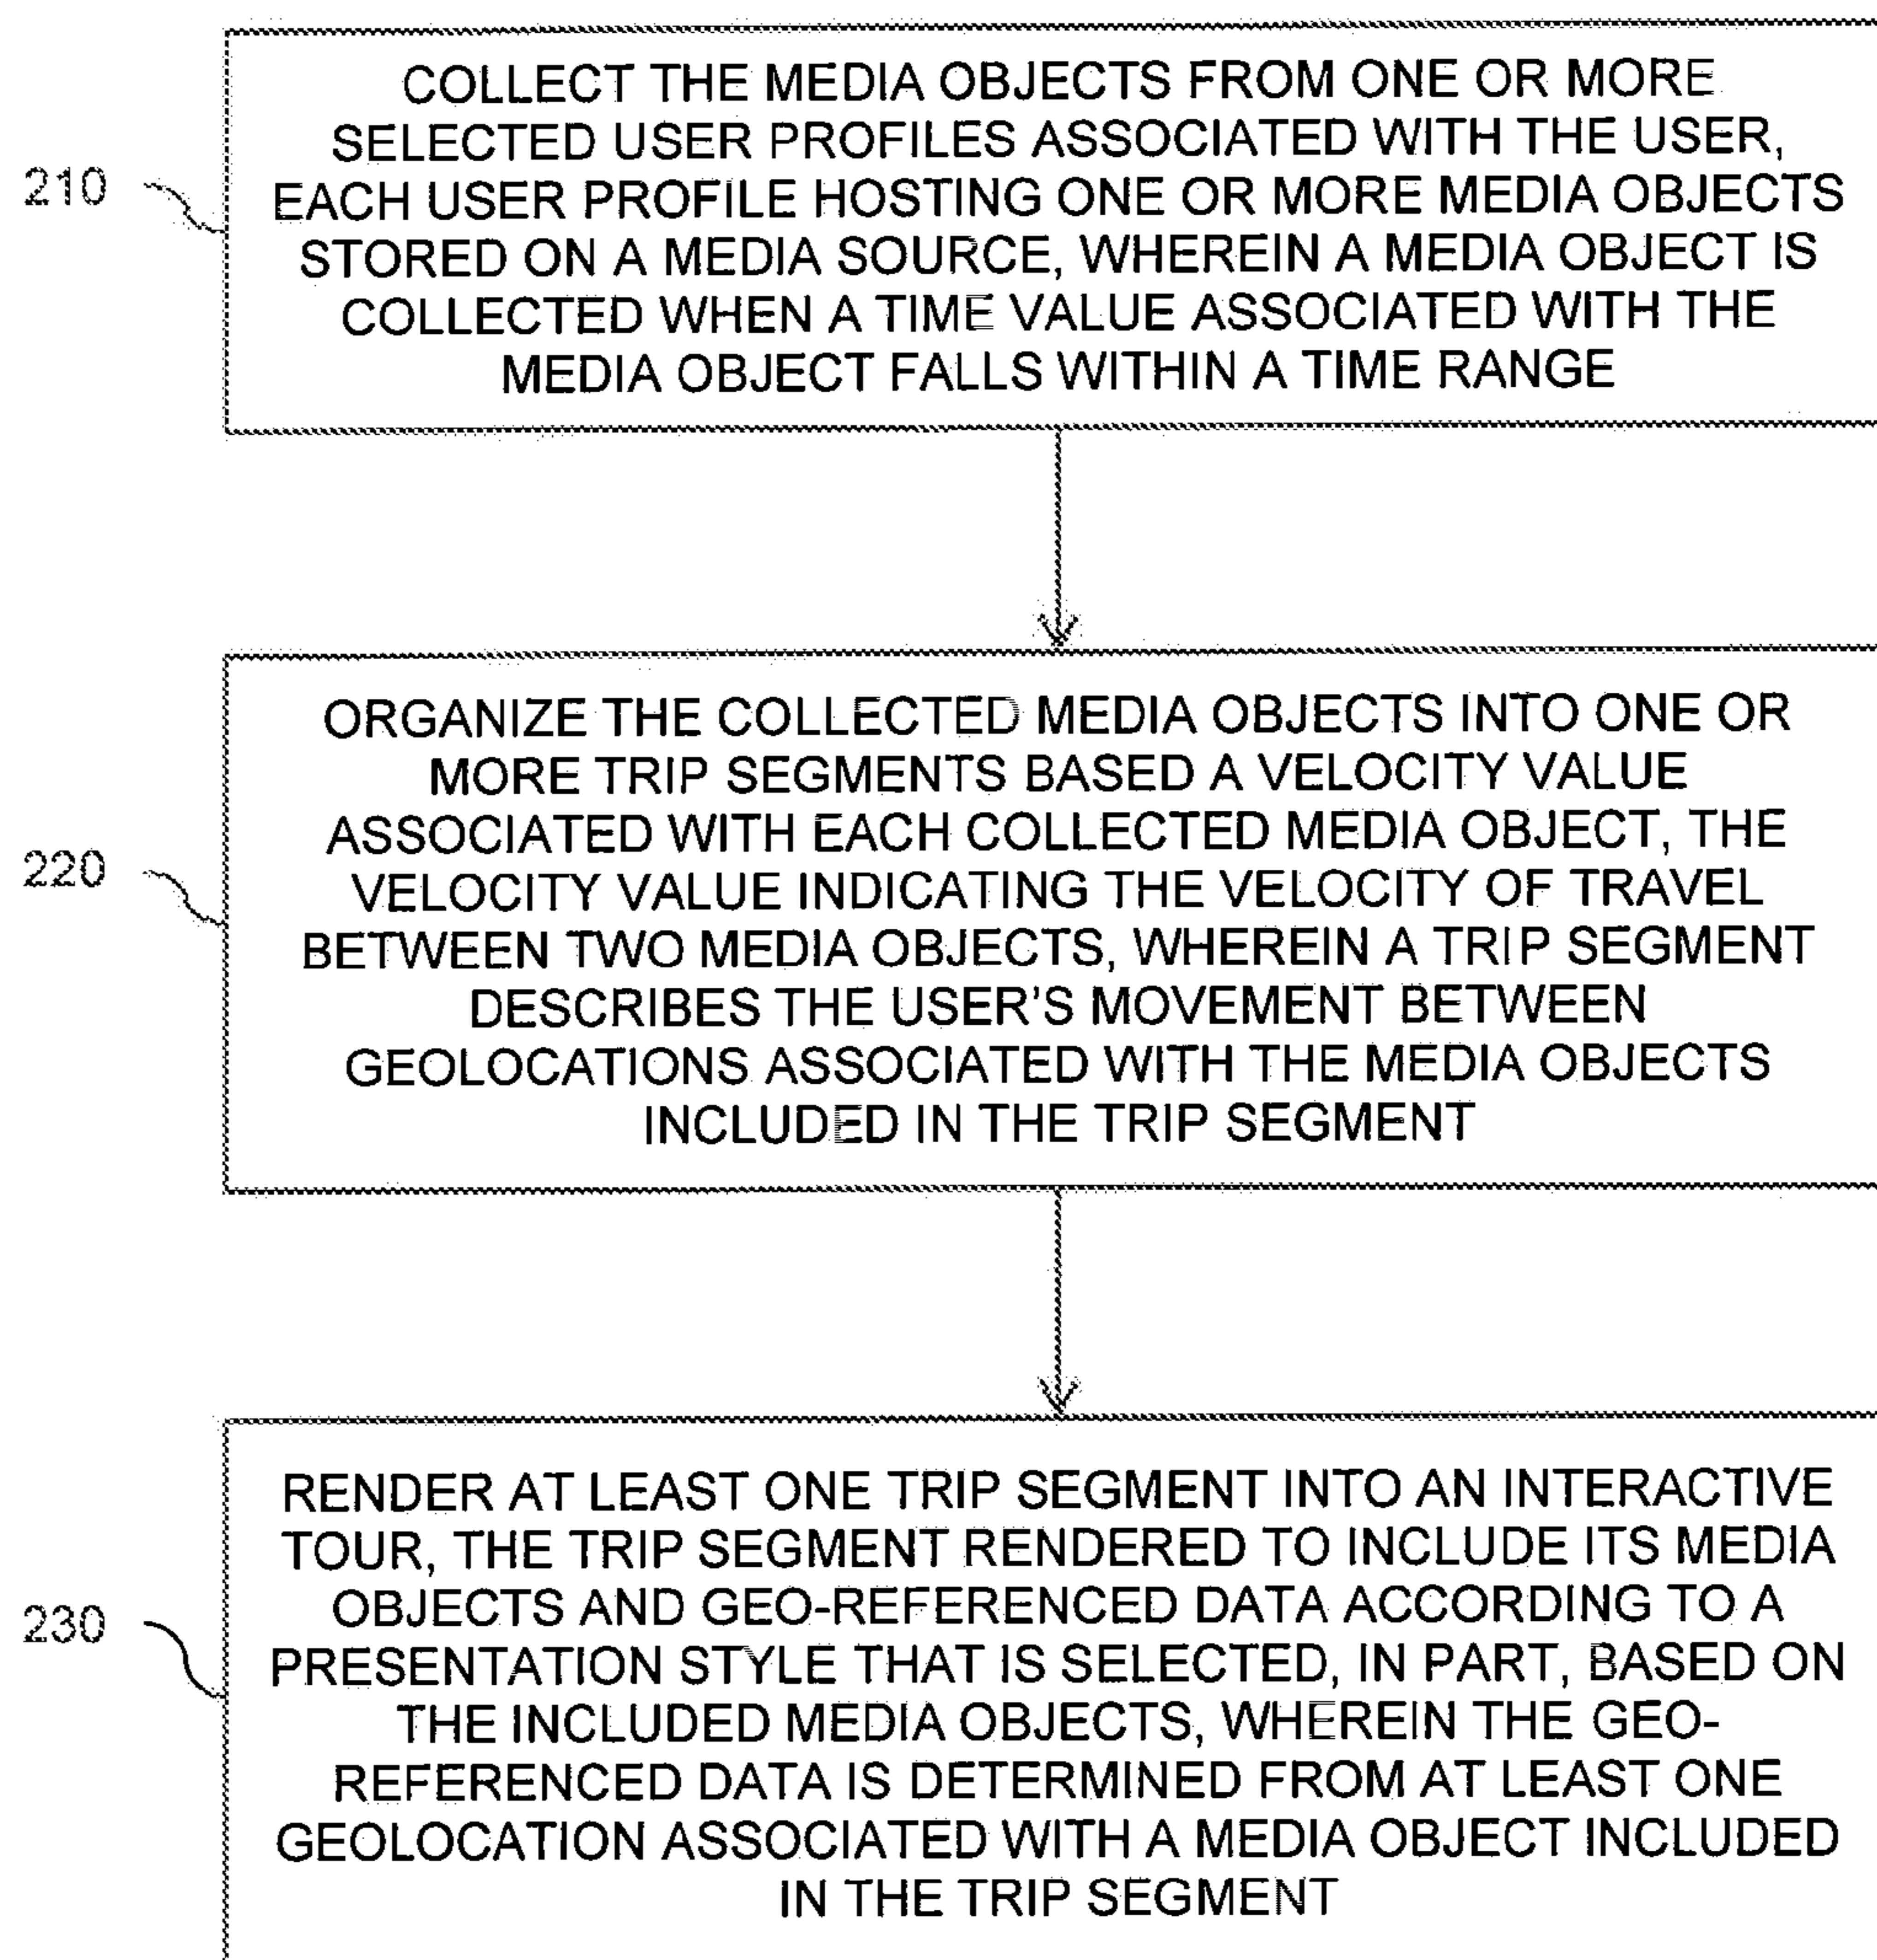 COLLECT THE MEDIA OBJECTS FROM ONE OR MORE
SELECTED USER PROFILES ASSOCIATED WITH THE USER,
210
EACH USER PROFILE HOSTING ONE OR MORE MEDIA OBJECTS
STORED ON A MEDIA SOURCE, WHEREIN A MEDIA OBJECT IS
COLLECTED WHEN A TIME VALUE ASSOCIATED WITH THE
MEDIA OBJECT FALLS WITHIN A TIME RANGE
ORGANIZE THE COLLECTED MEDIA OBJECTS INTO ONE OR
MORE TRIP SEGMENTS BASED A VELOCITY VALUE
ASSOCIATED WITH EACH COLLECTED MEDIA OBJECT, THE
220
VELOCITY VALUE INDICATING THE VELOCITY OF TRAVEL
BETWEEN TWO MEDIA OBJECTS, WHEREIN A TRIP SEGMENT
DESCRIBES THE USER'S MOVEMENT BETWEEN
GEOLOCATIONS ASSOCIATED WITH THE MEDIA OBJECTS
INCLUDED IN THE TRIP SEGMENT
RENDER AT LEAST ONE TRIP SEGMENT INTO AN INTERACTIVE
TOUR, THE TRIP SEGMENT RENDERED TO INCLUDE ITS MEDIA
OBJECTS AND GEO-REFERENCED DATA ACCORDING TO A
230
PRESENTATION STYLE THAT IS SELECTED, IN PART, BASED ON
THE INCLUDED MEDIA OBJECTS, WHEREIN THE GEO-
REFERENCED DATA IS DETERMINED FROM AT LEAST ONE
GEOLOCATION ASSOCIATED WITH A MEDIA OBJECT INCLUDED
IN THE TRIP SEGMENT